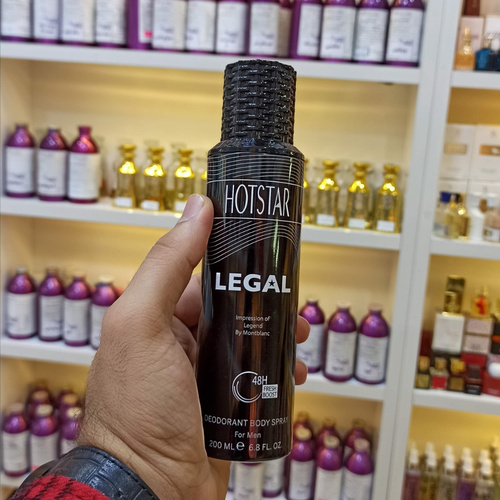 HOTSTAR
LEGAL
Impression of
Legend
By Montblanc
48H
FRESH
BOOST
DEODORANT BODY SPRAY
For Men
200 ML e 6.8 FL. OZ.